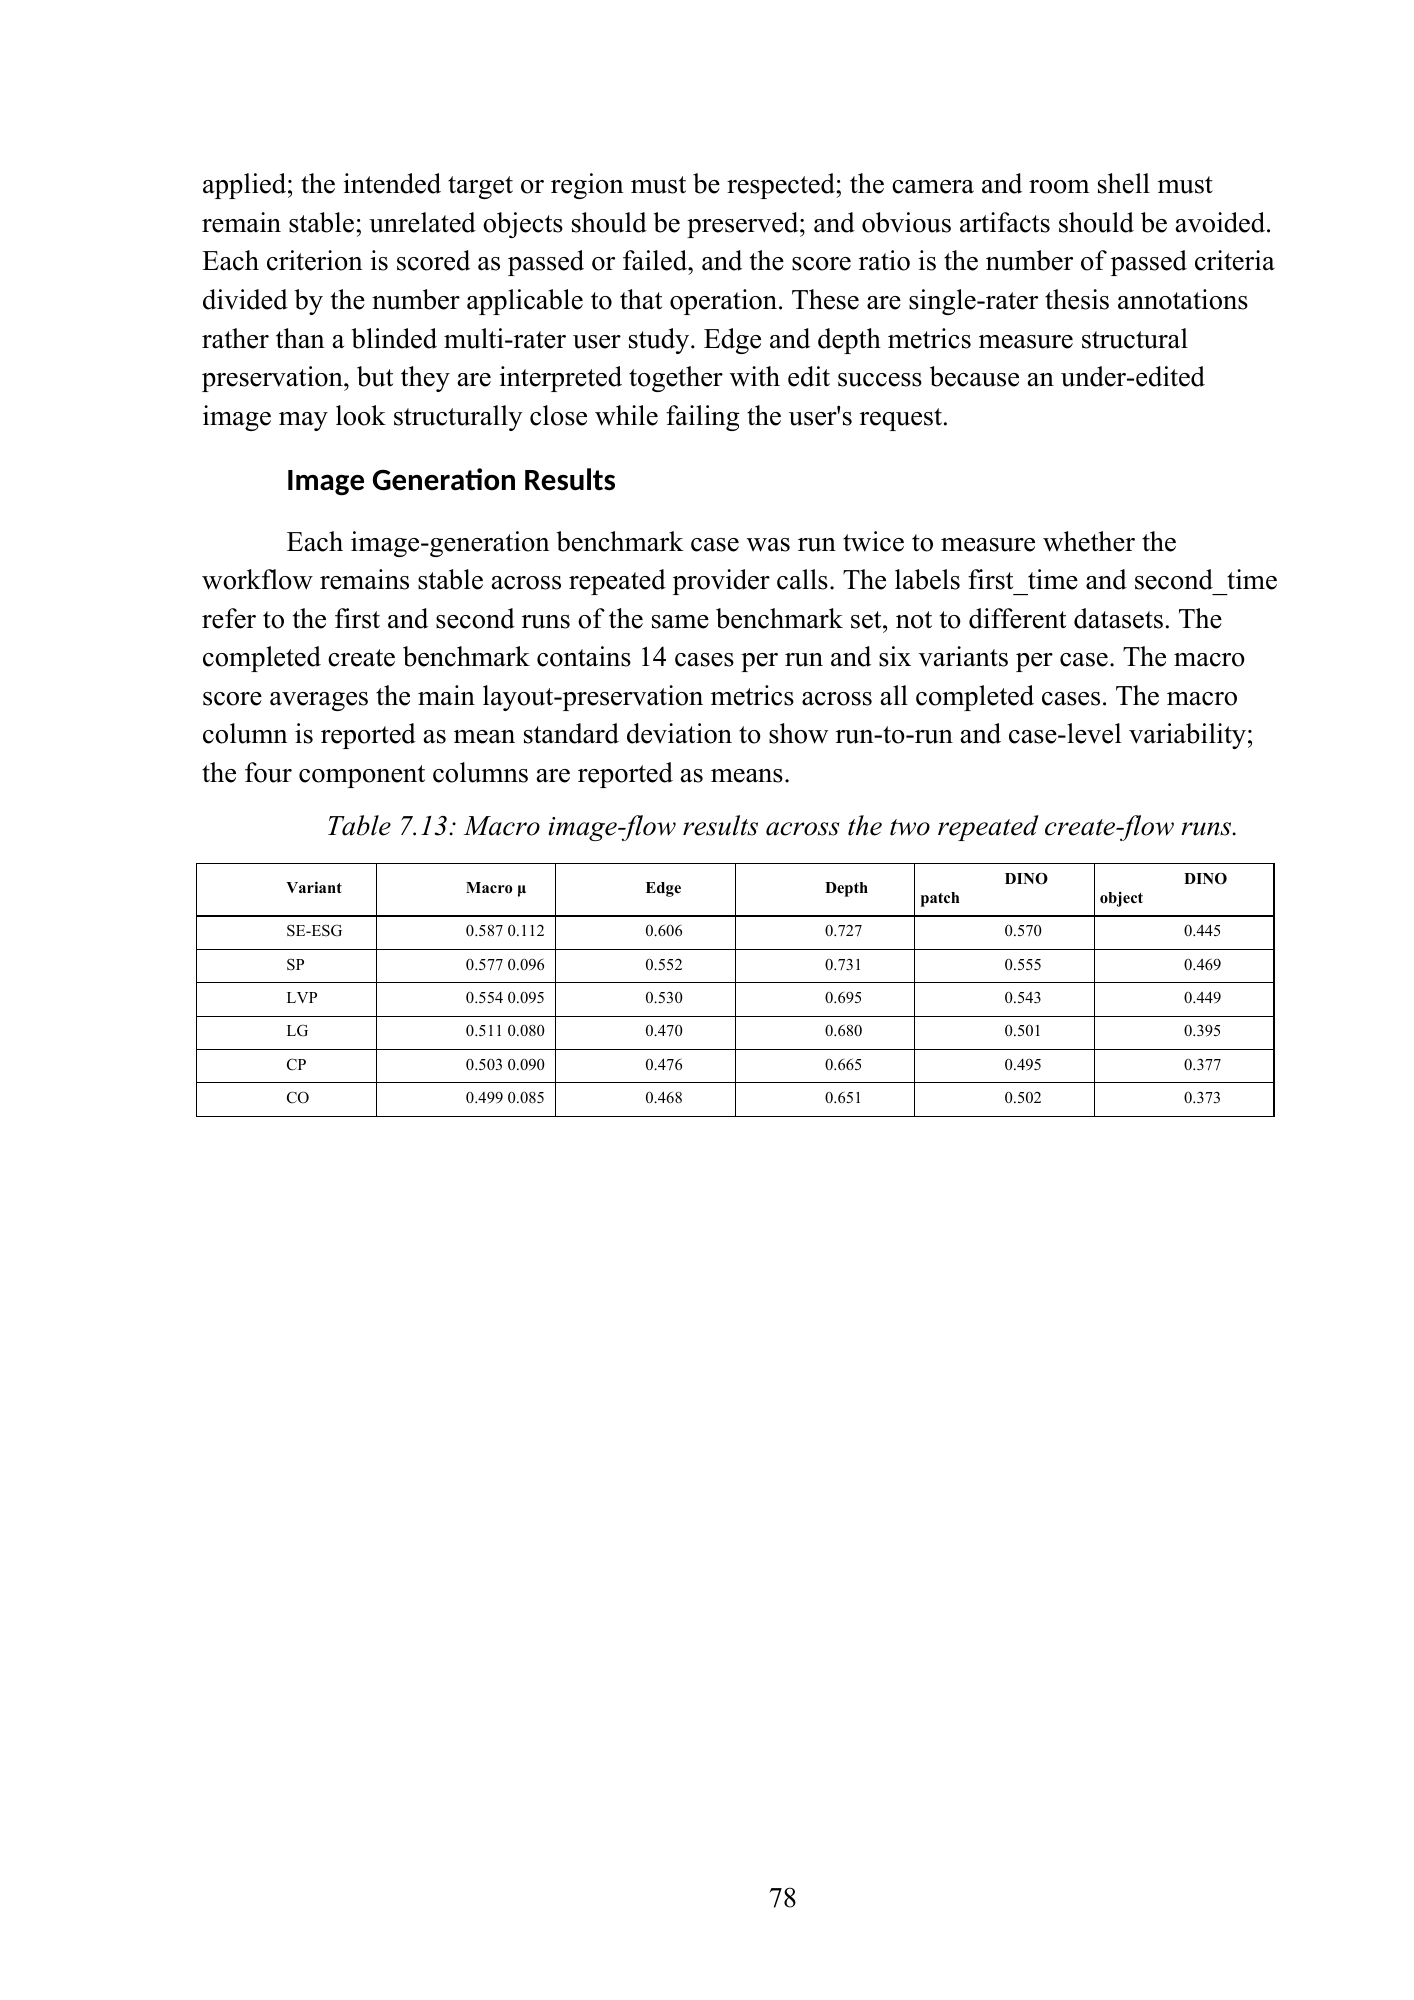 applied; the intended target or region must be respected; the camera and room shell must
remain stable; unrelated objects should be preserved; and obvious artifacts should be avoided.
Each criterion is scored as passed or failed, and the score ratio is the number of passed criteria
divided by the number applicable to that operation. These are single-rater thesis annotations
rather than a blinded multi-rater user study. Edge and depth metrics measure structural
preservation, but they are interpreted together with edit success because an under-edited
image may look structurally close while failing the user's request.
Image Generation Results
Each image-generation benchmark case was run twice to measure whether the
workflow remains stable across repeated provider calls. The labels first_time and second_time
refer to the first and second runs of the same benchmark set, not to different datasets. The
completed create benchmark contains 14 cases per run and six variants per case. The macro
score averages the main layout-preservation metrics across all completed cases. The macro
column is reported as mean standard deviation to show run-to-run and case-level variability;
the four component columns are reported as means.
Table 7.13: Macro image-flow results across the two repeated create-flow runs.
Variant Macro μ Edge Depth DINO patch DINO object
SE-ESG 0.587 0.112 0.606 0.727 0.570 0.445
SP 0.577 0.096 0.552 0.731 0.555 0.469
LVP 0.554 0.095 0.530 0.695 0.543 0.449
LG 0.511 0.080 0.470 0.680 0.501 0.395
CP 0.503 0.090 0.476 0.665 0.495 0.377
CO 0.499 0.085 0.468 0.651 0.502 0.373
78